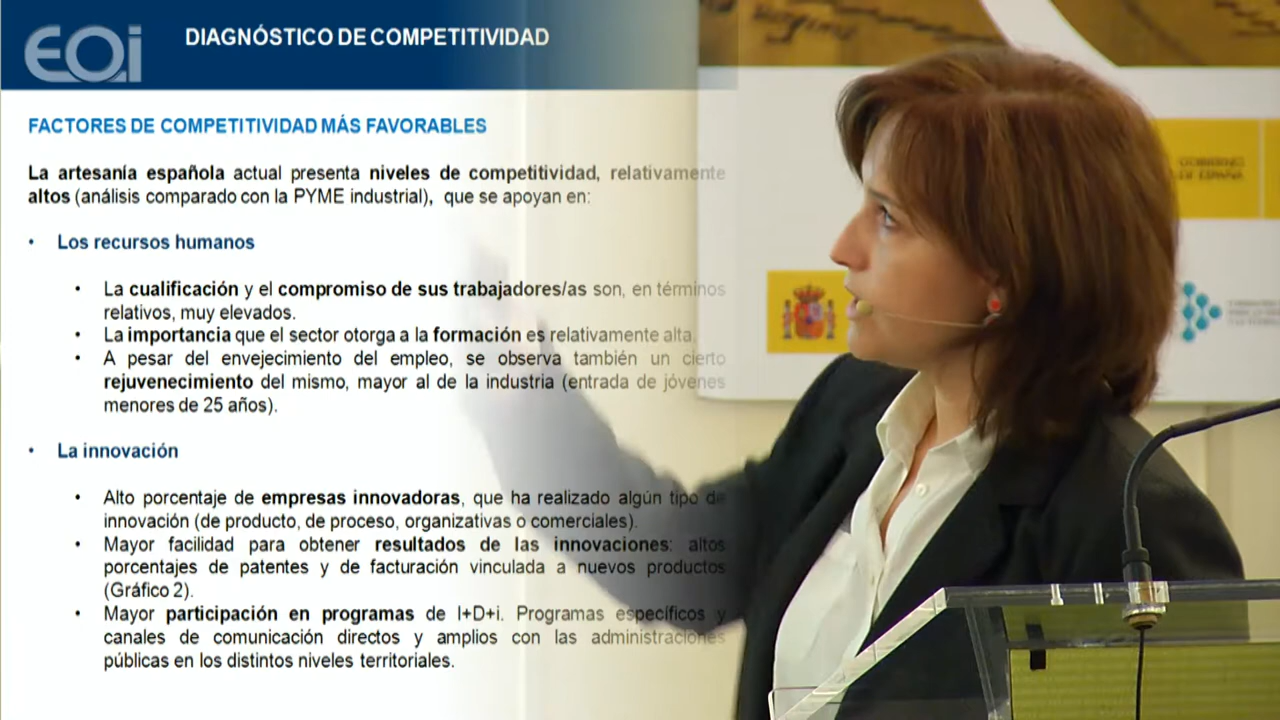 EOi
DIAGNÓSTICO DE COMPETITIVIDAD
FACTORES DE COMPETITIVIDAD MÁS FAVORABLES
La artesanía española actual presenta niveles de competitividad, relativamente
altos (análisis comparado con la PYME industrial), que se apoyan en:
• Los recursos humanos
• La cualificación y el compromiso de sus trabajadores/as son, en términos
relativos, muy elevados.
• La importancia que el sector otorga a la formación es relativamente alta.
• A pesar del envejecimiento del empleo, se observa también un cierto
rejuvenecimiento del mismo, mayor al de la industria (entrada de jóvenes
menores de 25 años).
• La innovación
• Alto porcentaje de empresas innovadoras, que ha realizado algún tipo de
innovación (de producto, de proceso, organizativas o comerciales).
• Mayor facilidad para obtener resultados de las innovaciones: altos
porcentajes de patentes y de facturación vinculada a nuevos productos
(Gráfico 2).
• Mayor participación en programas de I+D+i. Programas específicos y
canales de comunicación directos y amplios con las administraciones
públicas en los distintos niveles territoriales.
GOBIERNO
DE ESPAÑA